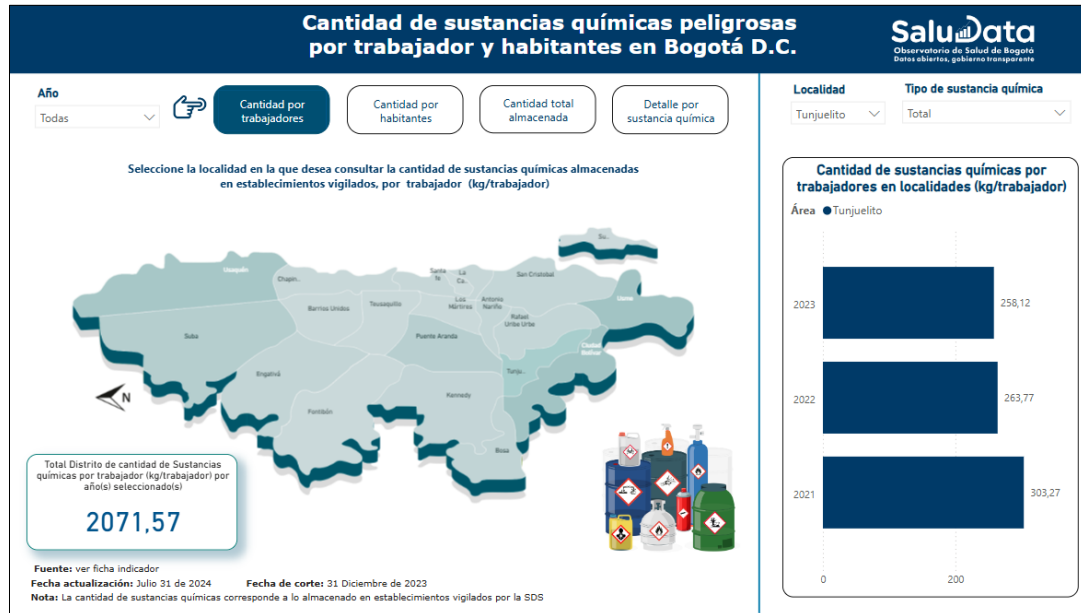 Cantidad de sustancias químicas peligrosas
por trabajador y habitantes en Bogotá D.C.
SaluData
Observatorio de Salud de Bogotá
Datos abiertos, gobierno transparente
Año
Todas
Cantidad por
trabajadores
Cantidad por
habitantes
Cantidad total
almacenada
Detalle por
sustancia química
Localidad
Tunjuelito
Tipo de sustancia química
Total
Seleccione la localidad en la que desea consultar la cantidad de sustancias químicas almacenadas
en establecimientos vigilados, por trabajador (kg/trabajador)
Su..
Usaquén
Chapin..
Santa
fe
La
Ca..
San Cristobal
Barrios Unidos
Teusaquillo
Los
Mártires
Antonio
Nariño
Usme
Rafael
Uribe Uribe
Suba
Puente Aranda
Ciudad
Bolívar
Engativá
Tunju..
Kennedy
Fontibón
Bosa
N
Total Distrito de cantidad de Sustancias
químicas por trabajador (kg/trabajador) por
año(s) seleccionado(s)
2071,57
Fuente: ver ficha indicador
Fecha actualización: Julio 31 de 2024 Fecha de corte: 31 Diciembre de 2023
Nota: La cantidad de sustancias químicas corresponde a lo almacenado en establecimientos vigilados por la SDS
Cantidad de sustancias químicas por
trabajadores en localidades (kg/trabajador)
Área Tunjuelito
2023
258,12
2022
263,77
2021
303,27
0
200